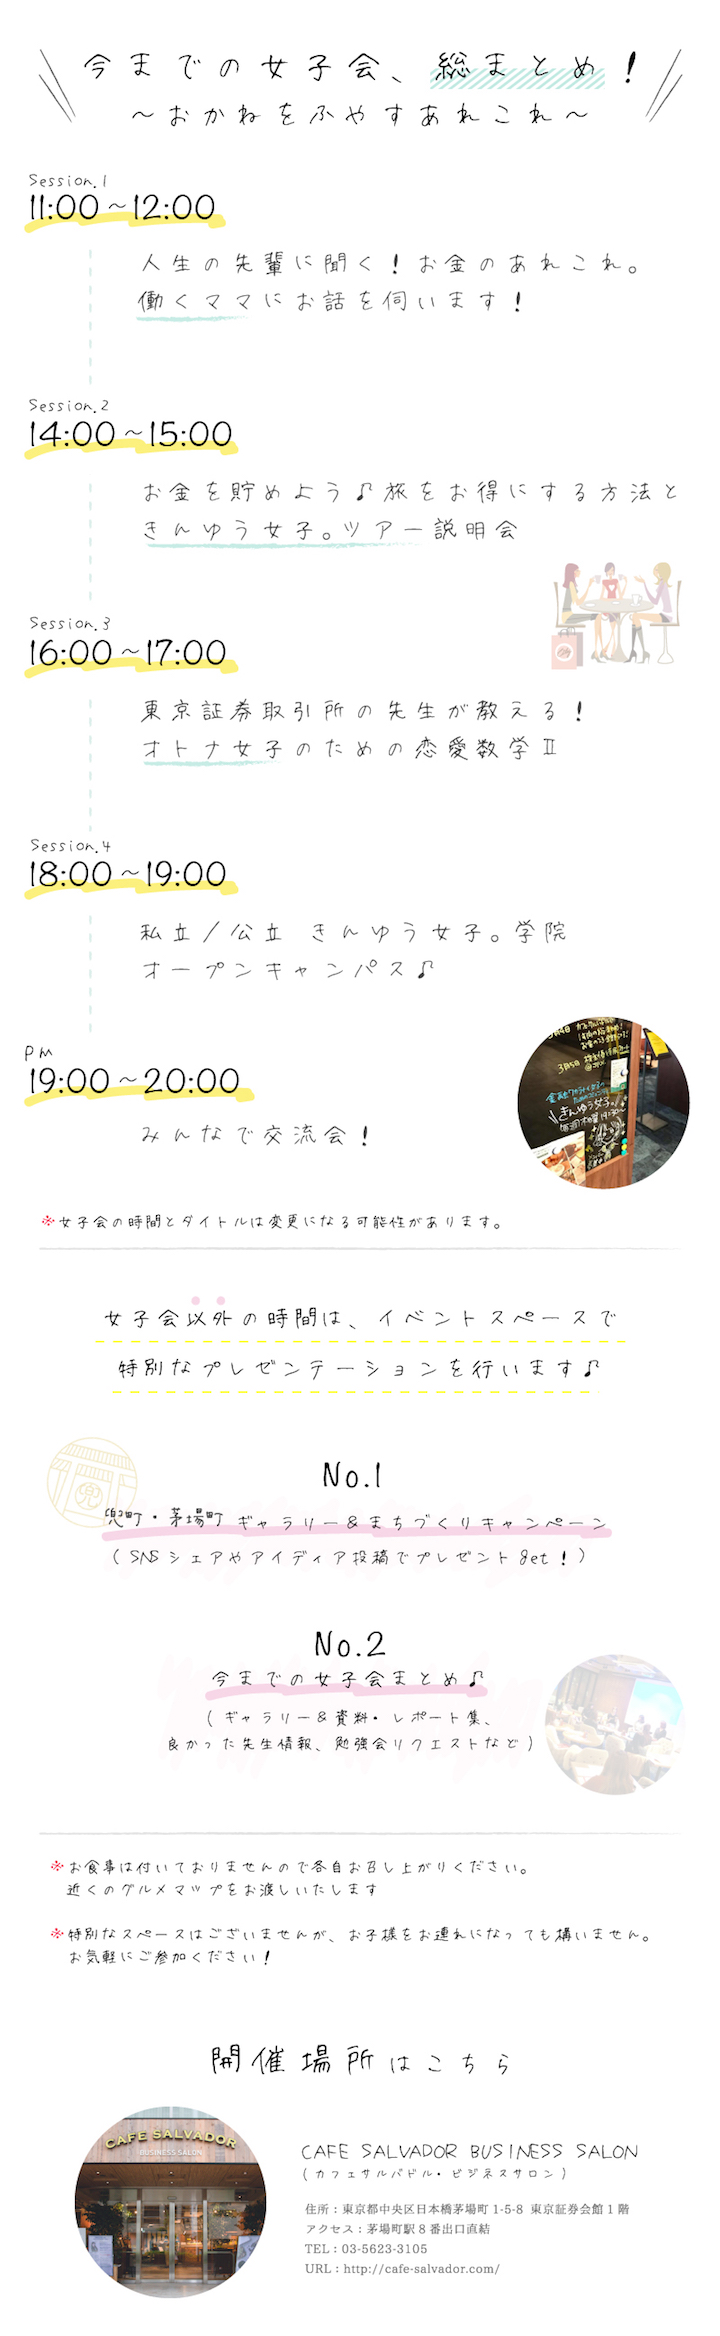 今までの女子会、総まとめ！
～おかねをふやすあれこれ～
Session.1
11:00～12:00
人生の先輩に聞く！お金のあれこれ。
働くママにお話を伺います！
Session.2
14:00～15:00
お金を貯めよう♪旅をお得にする方法と
きんゆう女子。ツアー説明会
Session.3
16:00～17:00
東京証券取引所の先生が教える！
オトナ女子のための恋愛数学Ⅱ
Session.4
18:00～19:00
私立／公立 きんゆう女子。学院
オープンキャンパス♪
PM
19:00～20:00
みんなで交流会！
きんゆう女子。
毎週木曜19:30～
※女子会の時間とダイトルは変更になる可能性があります。
女子会以外の時間は、イベントスペースで
特別なプレゼンテーションを行います♪
兜
No.1
兜町・茅場町 ギャラリー＆まちづくりキャンペーン
（SNSシェアやアイディア投稿でプレゼントget！）
No.2
今までの女子会まとめ♪
（ギャラリー＆資料・レポート集、
良かった先生情報、勉強会リクエストなど）
※お食事は付いておりませんので各自お召し上がりください。
近くのグルメマップをお渡しいたします
※特別なスペースはございませんが、お子様をお連れになっても構いません。
お気軽にご参加ください！
開催場所はこちら
CAFE SALVADOR
BUSINESS SALON
CAFE SALVADOR BUSINESS SALON
（カフェサルバドル・ビジネスサロン）
住所：東京都中央区日本橋茅場町 1-5-8 東京証券会館 1 階
アクセス：茅場町駅 8 番出口直結
TEL：03-5623-3105
URL：http://cafe-salvador.com/